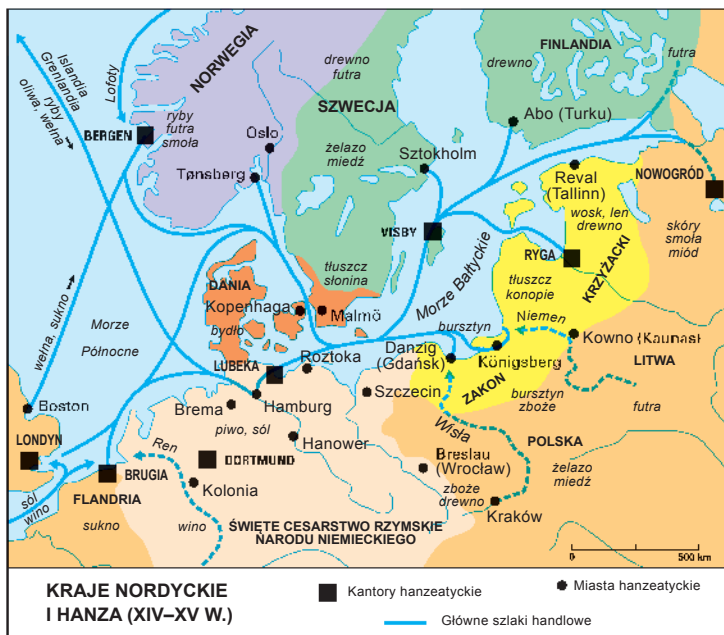 Islandia
Grenlandia
ryby
oliwa, wełna
Lofoty
NORWEGIA
BERGEN
ryby
futra
smoła
Oslo
Tønsberg
drewno
futra
SZWECJA
żelazo
miedź
Sztokholm
FINLANDIA
drewno
futra
Abo (Turku)
Reval
(Tallinn)
NOWOGRÓD
wosk, len
drewno
skóry
smoła
miód
VISBY
RYGA
KRZYŻACKI
tłuszcz
konopie
tłuszcz
słonina
DANIA
Kopenhaga
Malmö
bydło
Morze Bałtyckie
bursztyn
Niemen
Kowno (Kaunas)
LITWA
Morze
Północne
wełna, sukno
LUBEKA
Roztoka
Danzig
(Gdańsk)
Königsberg
ZAKON
bursztyn
zboże
futra
Boston
Brema
Hamburg
Szczecin
piwo, sól
Hanower
Wisła
POLSKA
LONDYN
Ren
DORTMUND
Breslau
(Wrocław)
żelazo
miedź
BRUGIA
Kolonia
zboże
drewno
sól
wino
FLANDRIA
sukno
wino
Kraków
ŚWIĘTE CESARSTWO RZYMSKIE
NARODU NIEMIECKIEGO
0
500 km
KRAJE NORDYCKIE
I HANZA (XIV–XV W.)
Kantory hanzeatyckie
Miasta hanzeatyckie
Główne szlaki handlowe